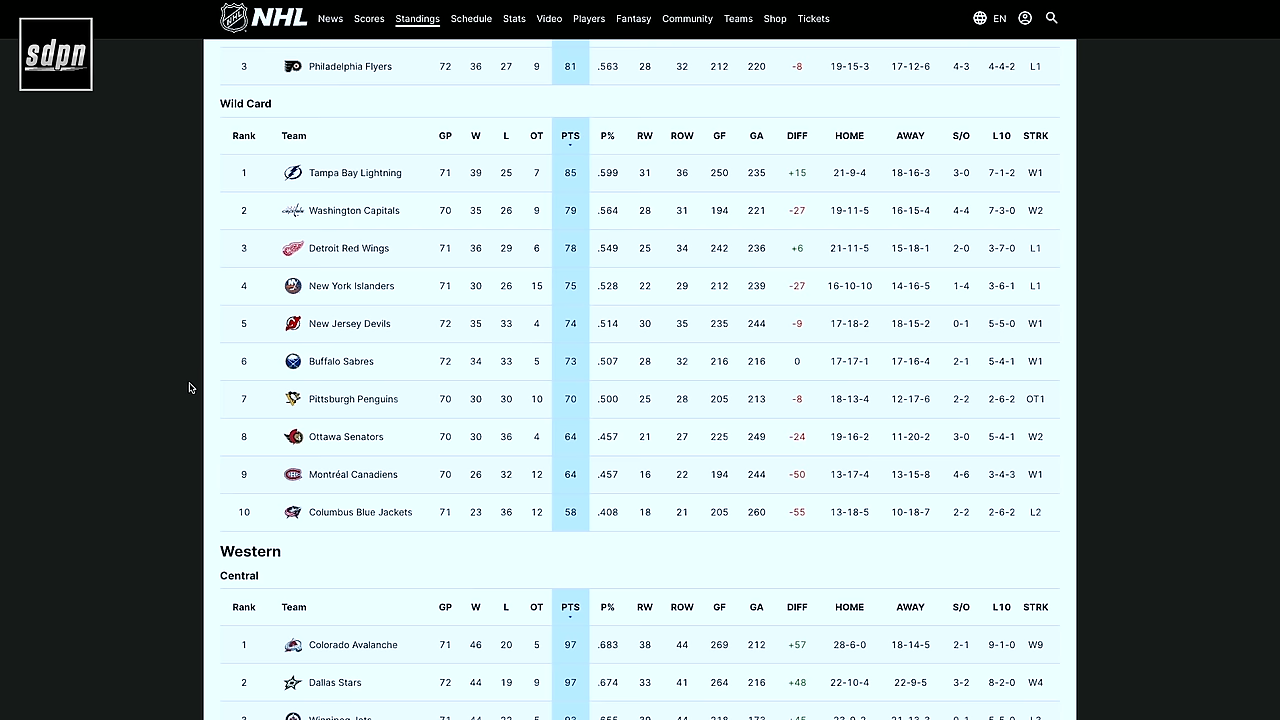 sdpn
NHL News Scores Standings Schedule Stats Video Players Fantasy Community Teams Shop Tickets EN
3 Philadelphia Flyers 72 36 27 9 81 .563 28 32 212 220 -8 19-15-3 17-12-6 4-3 4-4-2 L1
Wild Card
Rank Team GP W L OT PTS P% RW ROW GF GA DIFF HOME AWAY S/O L10 STRK
1 Tampa Bay Lightning 71 39 25 7 85 .599 31 36 250 235 +15 21-9-4 18-16-3 3-0 7-1-2 W1
2 Washington Capitals 70 35 26 9 79 .564 28 31 194 221 -27 19-11-5 16-15-4 4-4 7-3-0 W2
3 Detroit Red Wings 71 36 29 6 78 .549 25 34 242 236 +6 21-11-5 15-18-1 2-0 3-7-0 L1
4 New York Islanders 71 30 26 15 75 .528 22 29 212 239 -27 16-10-10 14-16-5 1-4 3-6-1 L1
5 New Jersey Devils 72 35 33 4 74 .514 30 35 235 244 -9 17-18-2 18-15-2 0-1 5-5-0 W1
6 Buffalo Sabres 72 34 33 5 73 .507 28 32 216 216 0 17-17-1 17-16-4 2-1 5-4-1 W1
7 Pittsburgh Penguins 70 30 30 10 70 .500 25 28 205 213 -8 18-13-4 12-17-6 2-2 2-6-2 OT1
8 Ottawa Senators 70 30 36 4 64 .457 21 27 225 249 -24 19-16-2 11-20-2 3-0 5-4-1 W2
9 Montréal Canadiens 70 26 32 12 64 .457 16 22 194 244 -50 13-17-4 13-15-8 4-6 3-4-3 W1
10 Columbus Blue Jackets 71 23 36 12 58 .408 18 21 205 260 -55 13-18-5 10-18-7 2-2 2-6-2 L2
Western
Central
Rank Team GP W L OT PTS P% RW ROW GF GA DIFF HOME AWAY S/O L10 STRK
1 Colorado Avalanche 71 46 20 5 97 .683 38 44 269 212 +57 28-6-0 18-14-5 2-1 9-1-0 W9
2 Dallas Stars 72 44 19 9 97 .674 33 41 264 216 +48 22-10-4 22-9-5 3-2 8-2-0 W4
Winnipeg Jets